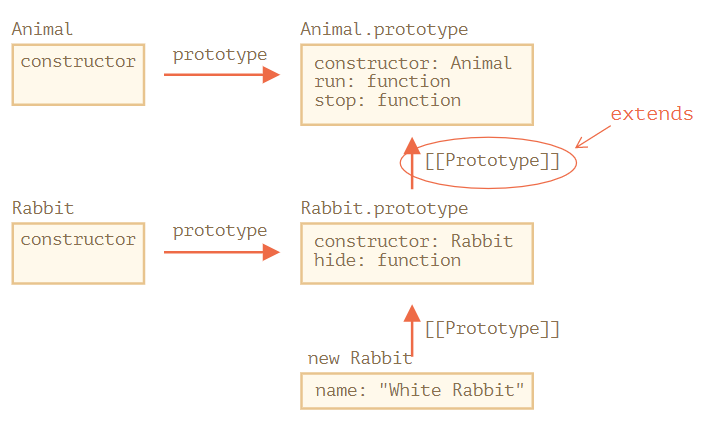 Animal
Animal.prototype
constructor
prototype
constructor: Animal
run: function
stop: function
extends
[[Prototype]]
Rabbit
Rabbit.prototype
constructor
prototype
constructor: Rabbit
hide: function
[[Prototype]]
new Rabbit
name: "White Rabbit"